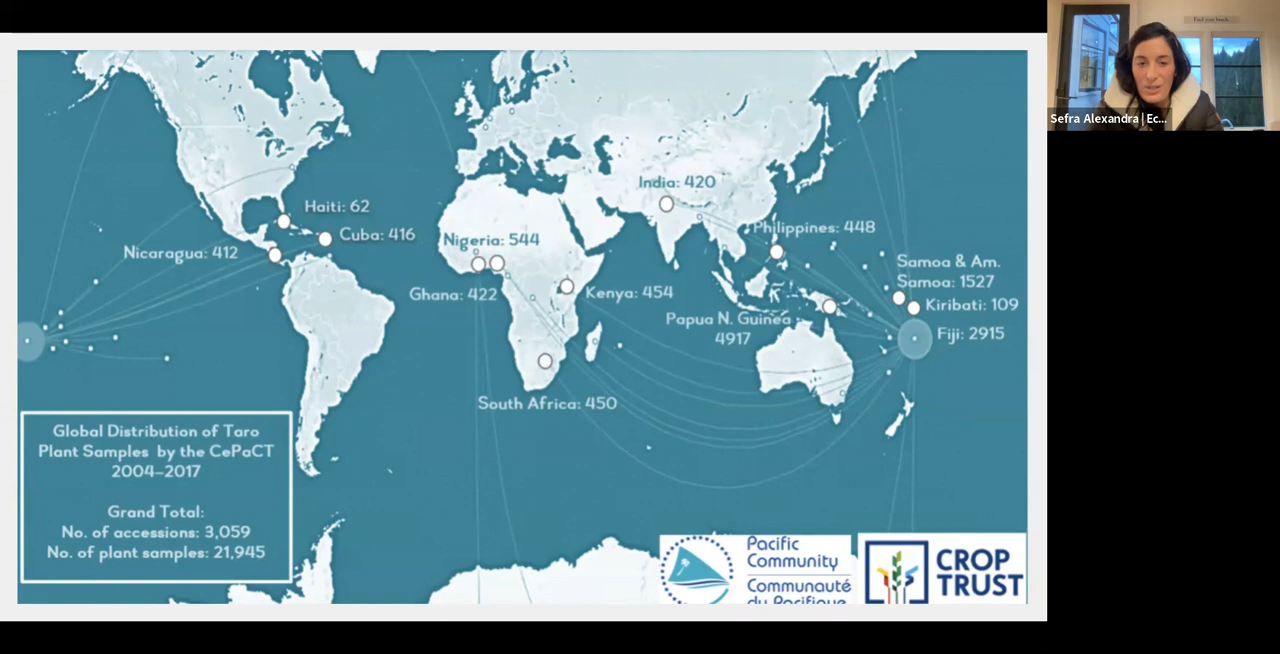 Find your beach.
Sefra Alexandra | Ec...
India: 420
Haiti: 62
Philippines: 448
Cuba: 416
Nigeria: 544
Nicaragua: 412
Samoa & Am.
Samoa: 1527
Ghana: 422
Kenya: 454
Kiribati: 109
Papua N. Guinea
4917
Fiji: 2915
South Africa: 450
Global Distribution of Taro
Plant Samples by the CePaCT
2004–2017
Grand Total:
No. of accessions: 3,059
No. of plant samples: 21,945
Pacific
Community
Communauté
du Pacifique
CROP
TRUST